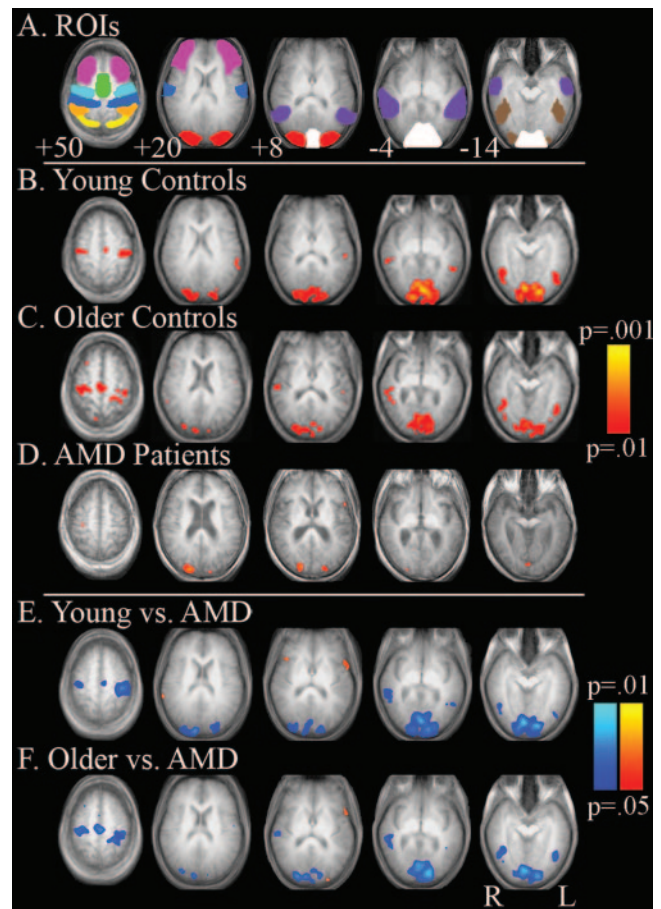 A. ROIs
+50 +20 +8 -4 -14
B. Young Controls
C. Older Controls
p=.001
p=.01
D. AMD Patients
E. Young vs. AMD
p=.01
F. Older vs. AMD
p=.05
R L